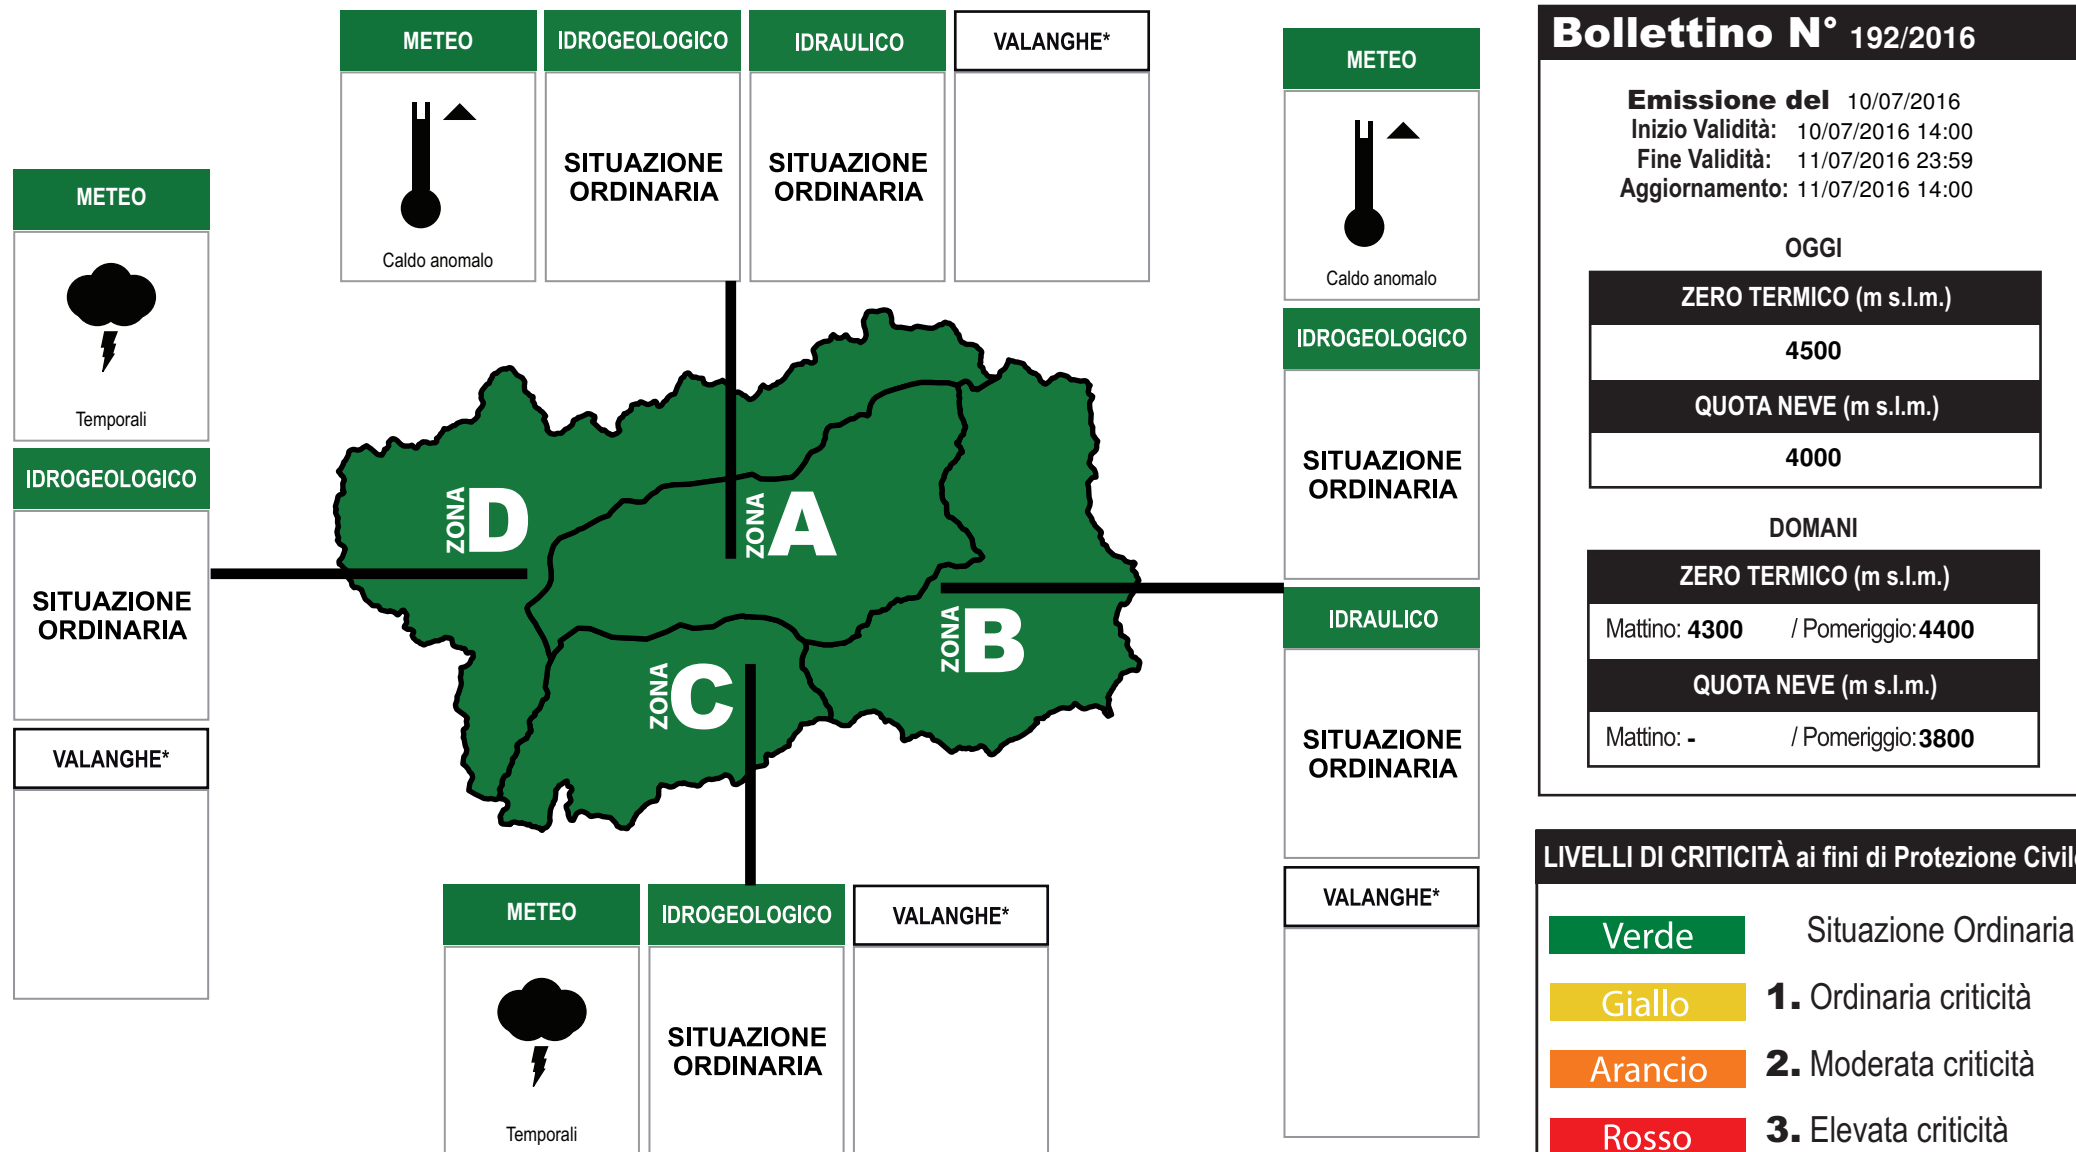 METEO
IDROGEOLOGICO
IDRAULICO
VALANGHE*
Caldo anomalo
SITUAZIONE
ORDINARIA
SITUAZIONE
ORDINARIA
METEO
Temporali
IDROGEOLOGICO
SITUAZIONE
ORDINARIA
VALANGHE*
ZONA D
ZONA A
ZONA B
ZONA C
METEO
Caldo anomalo
IDROGEOLOGICO
SITUAZIONE
ORDINARIA
IDRAULICO
SITUAZIONE
ORDINARIA
VALANGHE*
METEO
IDROGEOLOGICO
VALANGHE*
Temporali
SITUAZIONE
ORDINARIA
Bollettino N° 192/2016
Emissione del 10/07/2016
Inizio Validità: 10/07/2016 14:00
Fine Validità: 11/07/2016 23:59
Aggiornamento: 11/07/2016 14:00
OGGI
ZERO TERMICO (m s.l.m.)
4500
QUOTA NEVE (m s.l.m.)
4000
DOMANI
ZERO TERMICO (m s.l.m.)
Mattino: 4300 / Pomeriggio: 4400
QUOTA NEVE (m s.l.m.)
Mattino: - / Pomeriggio: 3800
LIVELLI DI CRITICITÀ ai fini di Protezione Civile
Verde Situazione Ordinaria
Giallo 1. Ordinaria criticità
Arancio 2. Moderata criticità
Rosso 3. Elevata criticità